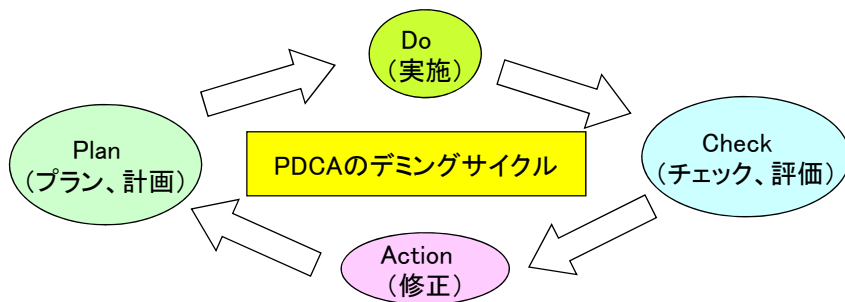 Do
（実施）
Plan
（プラン、計画）
PDCAのデミングサイクル
Check
（チェック、評価）
Action
（修正）